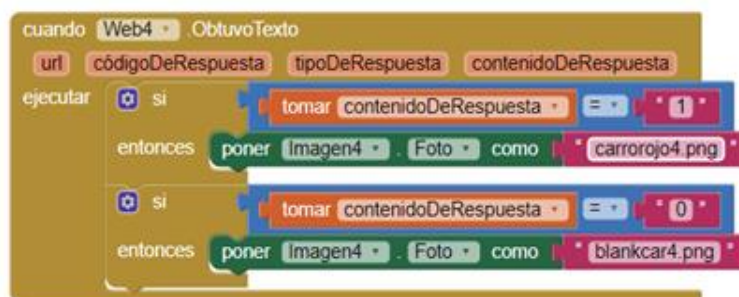 cuando Web4 .ObtuvoTexto
url códigoDeRespuesta tipoDeRespuesta contenidoDeRespuesta
ejecutar si tomar contenidoDeRespuesta = " 1 "
entonces poner Imagen4 . Foto como " carrorojo4.png "
si tomar contenidoDeRespuesta = " 0 "
entonces poner Imagen4 . Foto como " blankcar4.png "